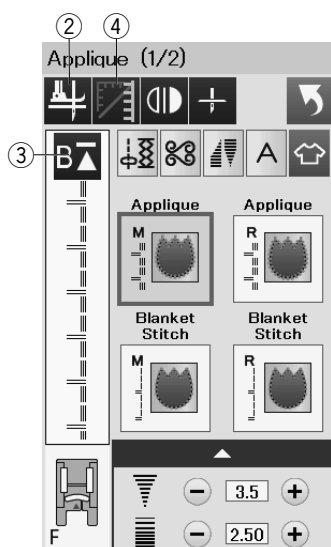 ② ④
Applique (1/2)
③
B
A
Applique Applique
M R
Blanket Stitch Blanket Stitch
M R
3.5
F
2.50